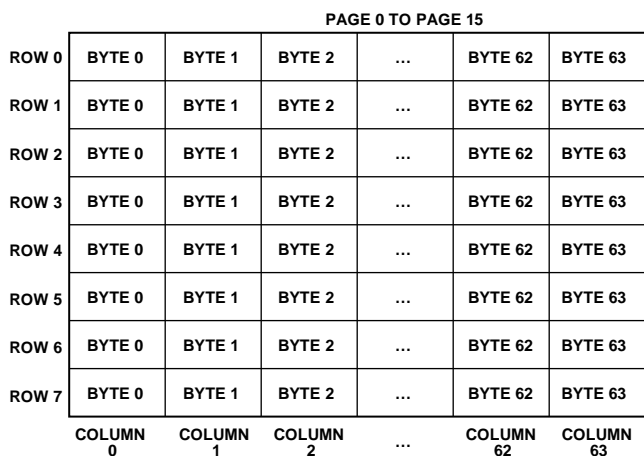 PAGE 0 TO PAGE 15
ROW 0 BYTE 0 BYTE 1 BYTE 2 ... BYTE 62 BYTE 63
ROW 1 BYTE 0 BYTE 1 BYTE 2 ... BYTE 62 BYTE 63
ROW 2 BYTE 0 BYTE 1 BYTE 2 ... BYTE 62 BYTE 63
ROW 3 BYTE 0 BYTE 1 BYTE 2 ... BYTE 62 BYTE 63
ROW 4 BYTE 0 BYTE 1 BYTE 2 ... BYTE 62 BYTE 63
ROW 5 BYTE 0 BYTE 1 BYTE 2 ... BYTE 62 BYTE 63
ROW 6 BYTE 0 BYTE 1 BYTE 2 ... BYTE 62 BYTE 63
ROW 7 BYTE 0 BYTE 1 BYTE 2 ... BYTE 62 BYTE 63
COLUMN COLUMN COLUMN ... COLUMN COLUMN
0 1 2 62 63